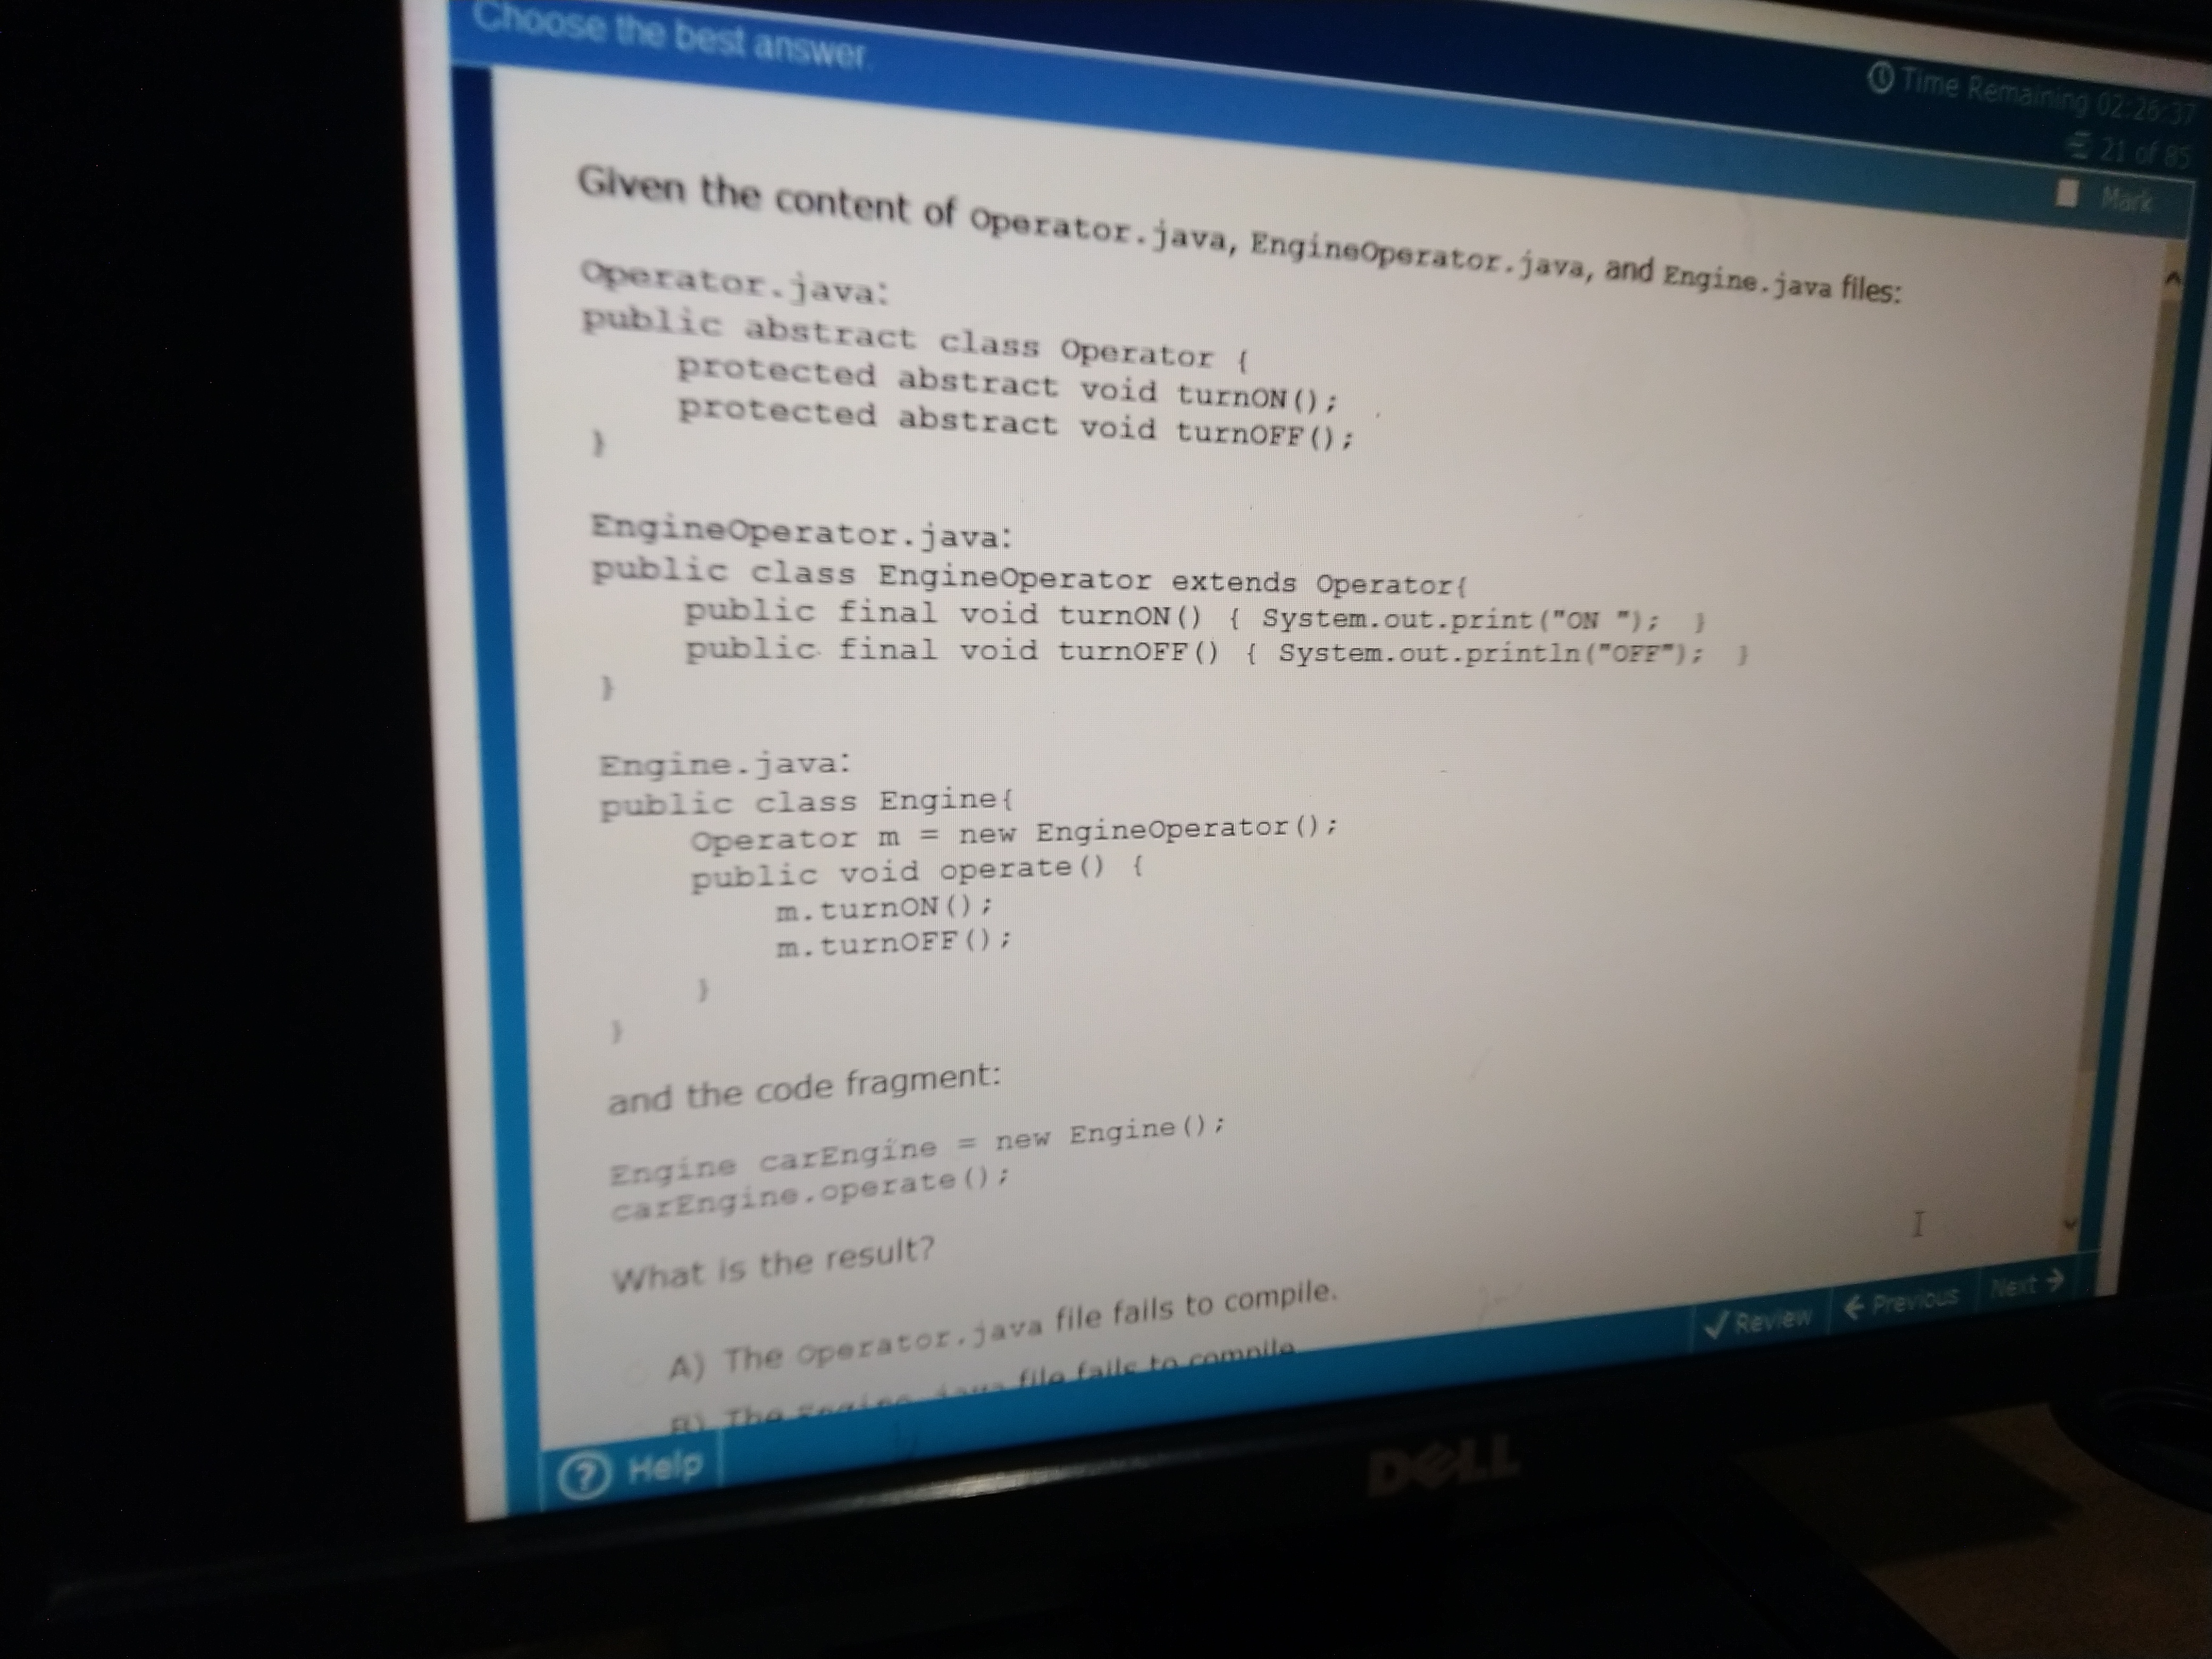 Choose the best answer.
Time Remaining 02:26:37
21 of 85
Mark
Given the content of Operator.java, EngineOperator.java, and Engine.java files:
Operator.java:
public abstract class Operator {
protected abstract void turnON();
protected abstract void turnOFF();
}
EngineOperator.java:
public class EngineOperator extends Operator{
public final void turnON() { System.out.print("ON "); }
public final void turnOFF() { System.out.println("OFF"); }
}
Engine.java:
public class Engine{
Operator m = new EngineOperator();
public void operate() {
m.turnON();
m.turnOFF();
}
}
and the code fragment:
Engine carEngine = new Engine();
carEngine.operate();
What is the result?
A) The Operator.java file fails to compile.
B) The Engine.java file fails to compile.
Review
Previous
Next
Help
DELL